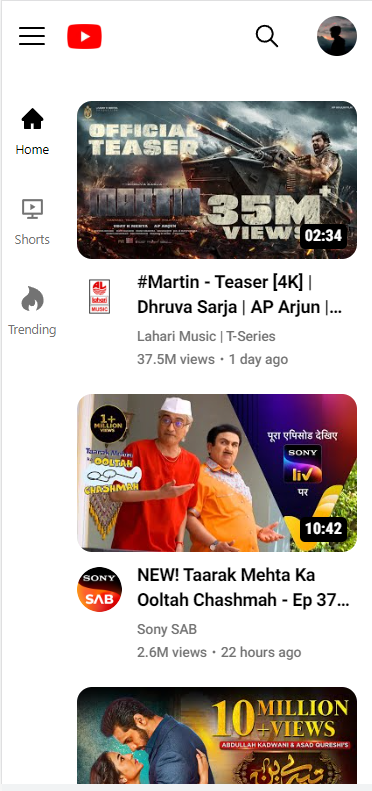 Home
Shorts
Trending
OFFICIAL
TEASER
MARTIN
35M+
VIEWS
02:34
AL
lahari
MUSIC
#Martin - Teaser [4K] |
Dhruva Sarja | AP Arjun |...
Lahari Music | T-Series
37.5M views • 1 day ago
1+
MILLION
VIEWS
Taarak Mehta
OOLTAH
CHASHMAH
पूरा एपिसोड देखिए
SONY
liv
पर
10:42
SONY
SAB
NEW! Taarak Mehta Ka
Ooltah Chashmah - Ep 37...
Sony SAB
2.6M views • 22 hours ago
10 MILLION
+VIEWS
ABDULLAH KADWANI & ASAD QURESHI'S
تیرے بن